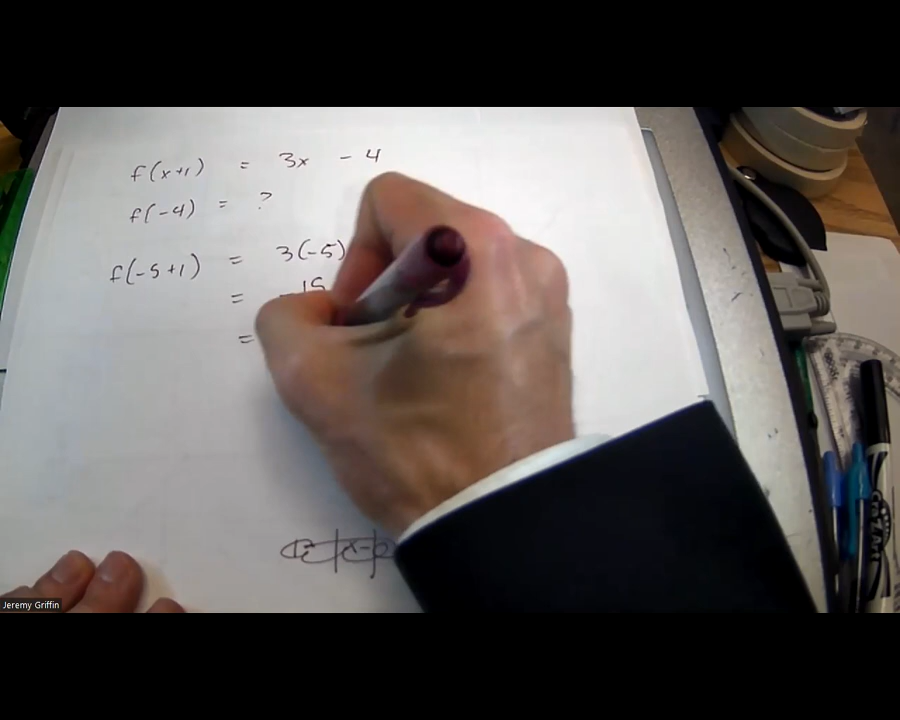 f(x+1) = 3x - 4
f(-4) = ?
f(-5+1) = 3(-5)
= -15
=
Jeremy Griffin